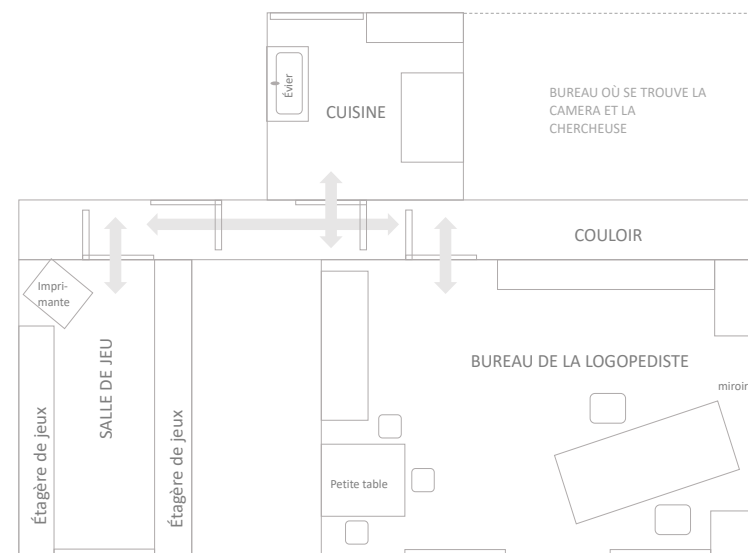 Évier
CUISINE
BUREAU OÙ SE TROUVE LA
CAMERA ET LA
CHERCHEUSE
COULOIR
Impri-
mante
SALLE DE JEU
BUREAU DE LA LOGOPEDISTE
miroir
Étagère de jeux
Étagère de jeux
Petite table